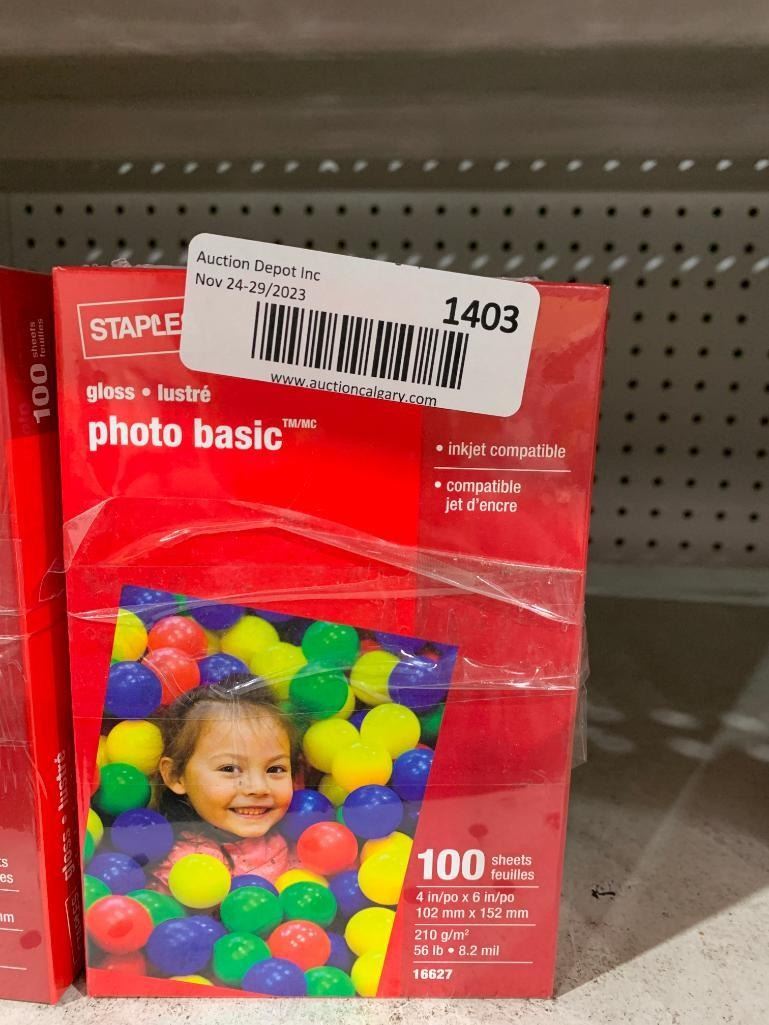 Auction Depot Inc
Nov 24-29/2023
1403
www.auctioncalgary.com
STAPLES
gloss • lustré
photo basic™/MC
• inkjet compatible
• compatible
jet d'encre
100 sheets
feuilles
4 in/po x 6 in/po
102 mm x 152 mm
210 g/m²
56 lb • 8.2 mil
16627
100 sheets
feuilles
gloss • lustré